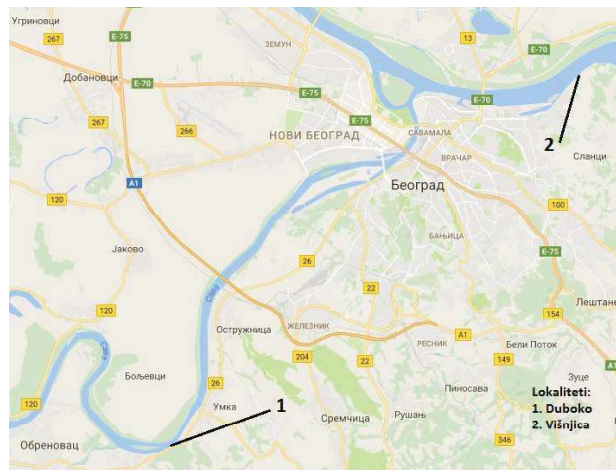 Угриновци
E-75
13
267
ЗЕМУН
E-70
E-75
Добановци
E-70
E-75
E-70
267
266
НОВИ БЕОГРАД
E-75
САВАМАЛА
2
Сланци
ВРАЧАР
A1
Београд
120
100
БАЊИЦА
Јаково
E-75
26
22
Сава
Лештане
120
154
Остружница
ЖЕЛЕЗНИК
A1
Бели Поток
204
РЕСНИК
Сава
22
149
A1
Зуце
Бољевци
26
Пиносава
Lokaliteti:
1. Duboko
2. Višnjica
120
1
Умка
Рушањ
Сремчица
346
Обреновац